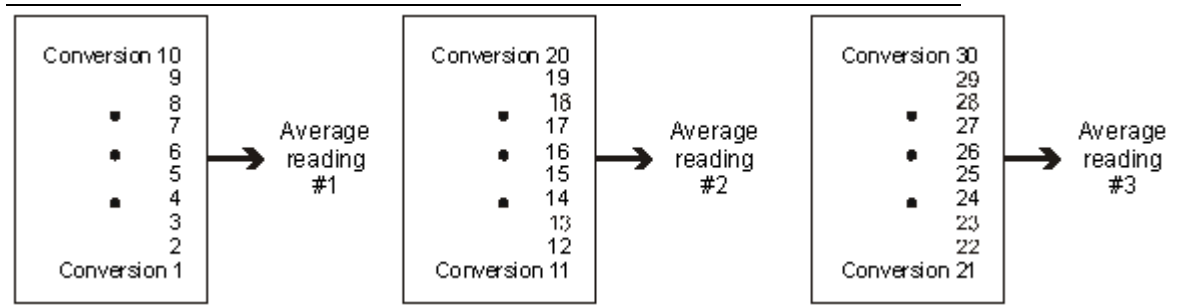 Conversion 10
9
8
7
6
5
4
3
2
Conversion 1
Average
reading
#1
Conversion 20
19
18
17
16
15
14
13
12
Conversion 11
Average
reading
#2
Conversion 30
29
28
27
26
25
24
23
22
Conversion 21
Average
reading
#3